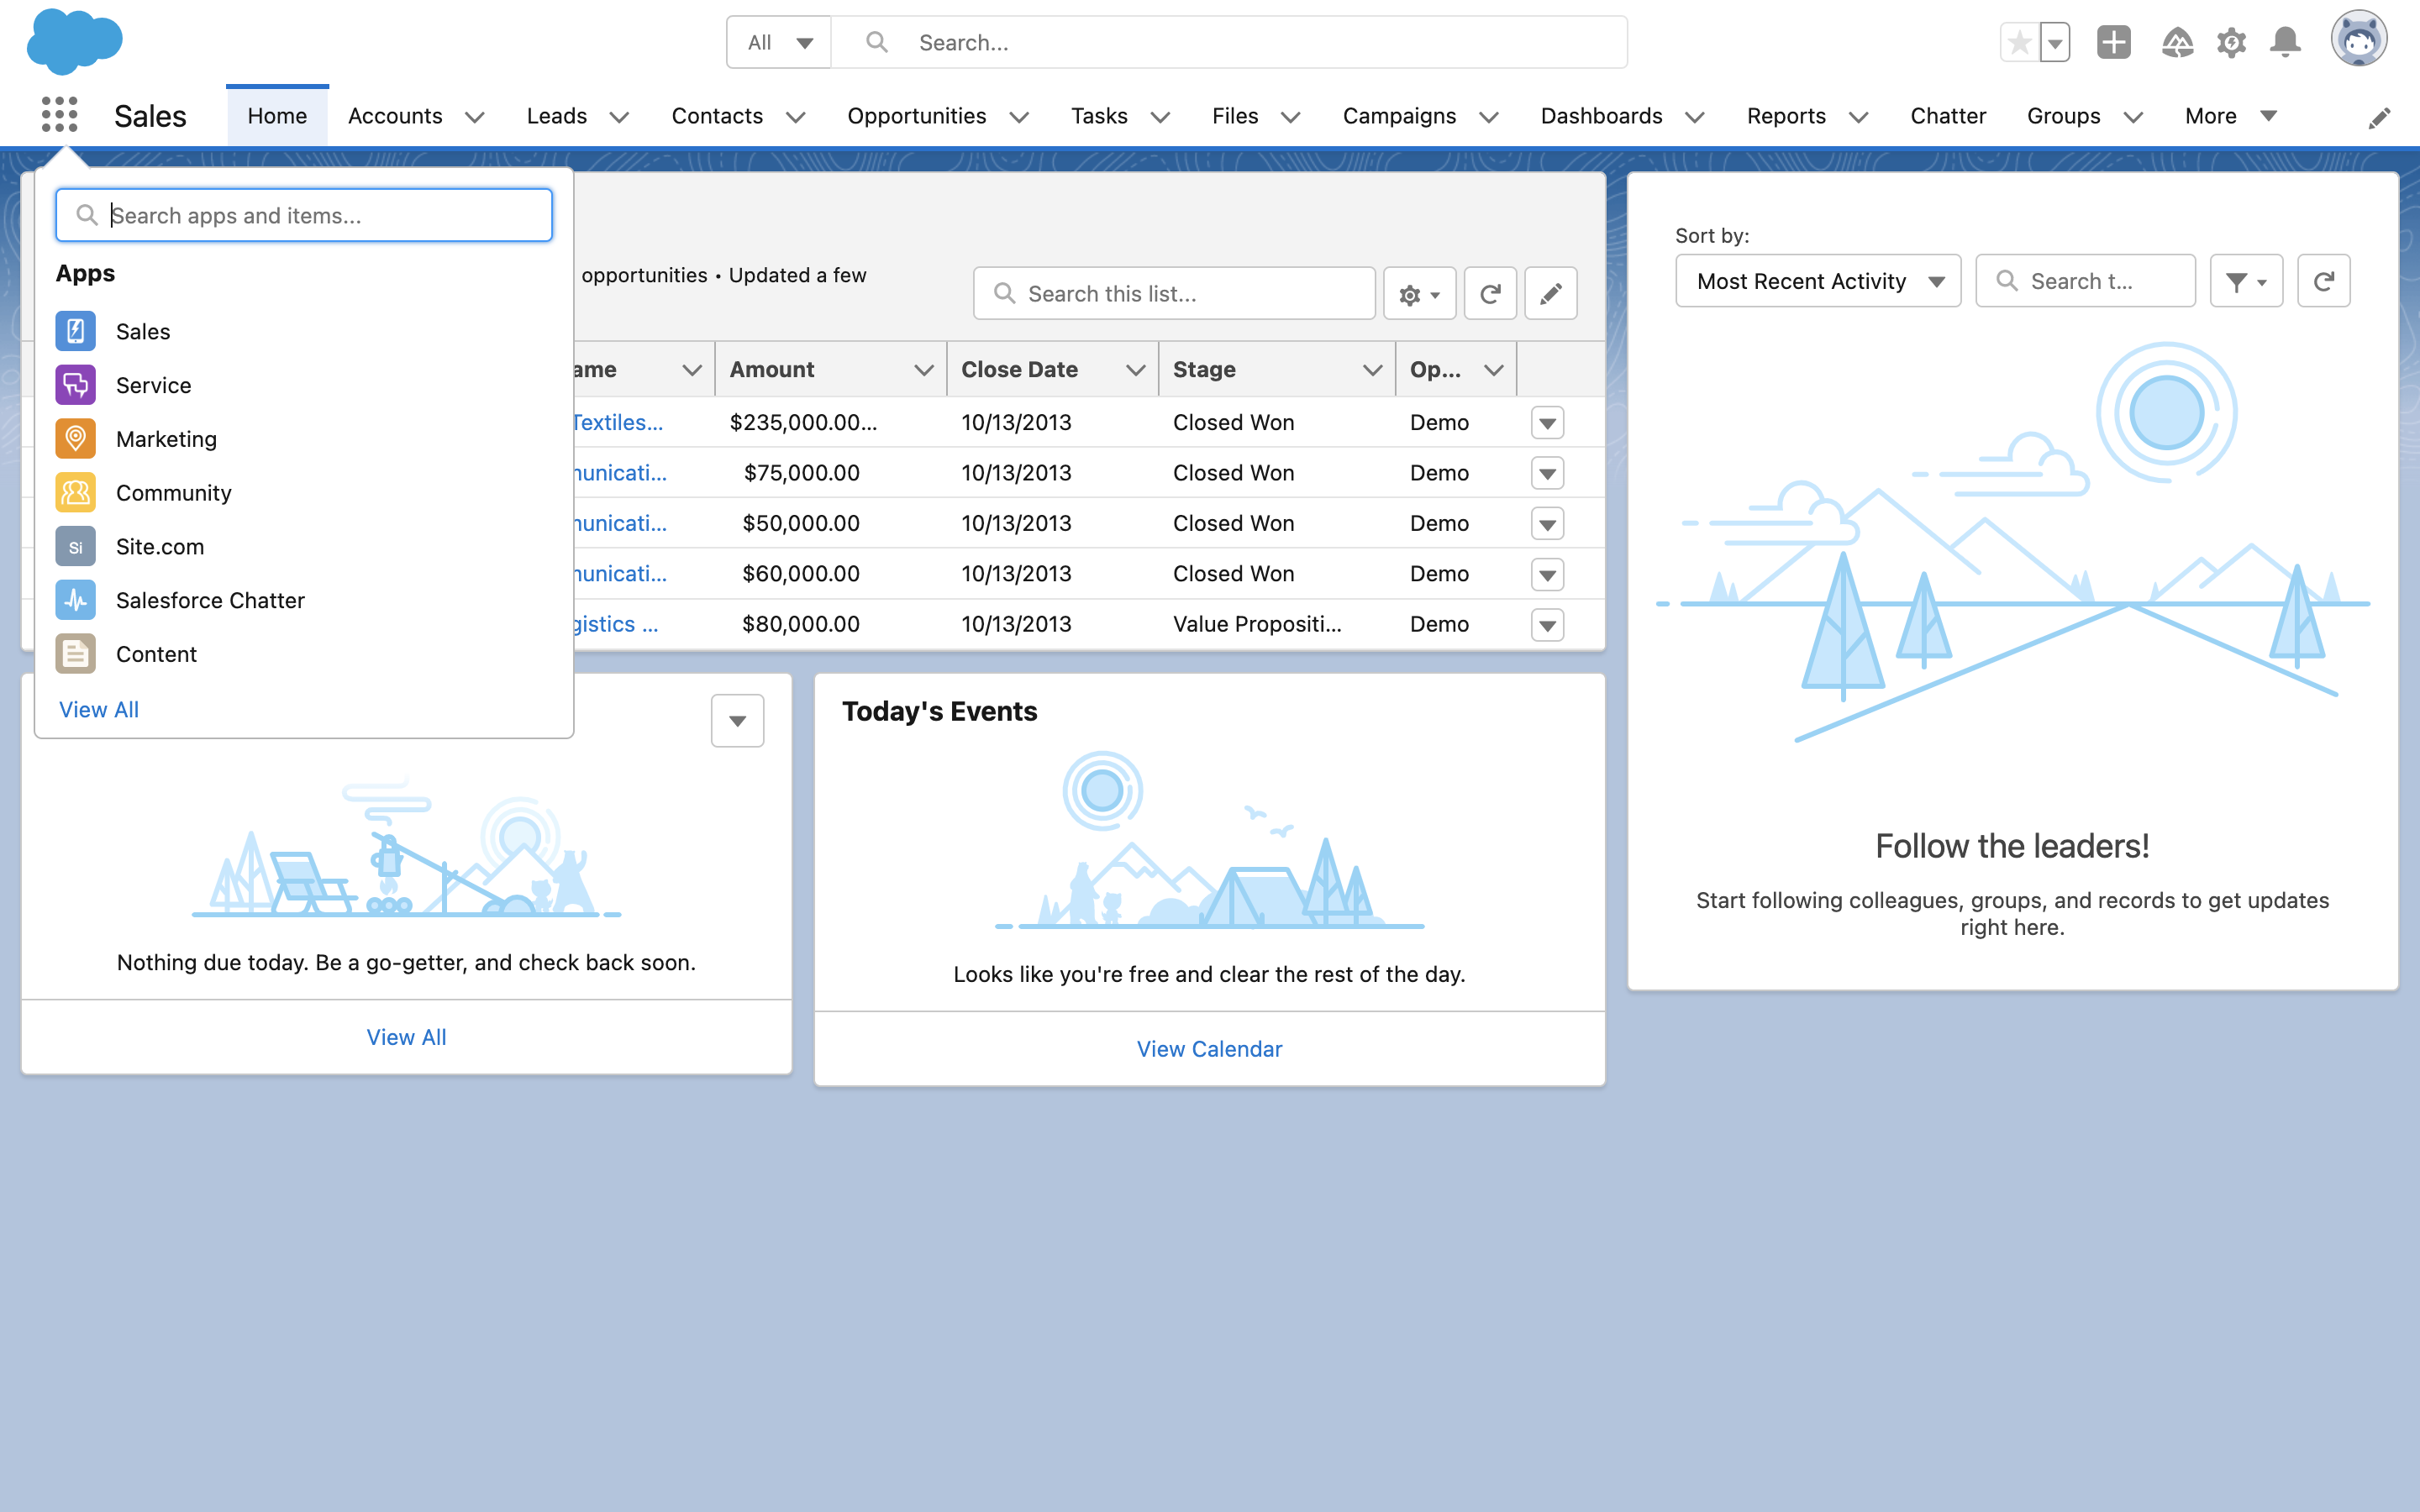 All
Search...
Sales
Home
Accounts
Leads
Contacts
Opportunities
Tasks
Files
Campaigns
Dashboards
Reports
Chatter
Groups
More
Search apps and items...
Apps
Sales
Service
Marketing
Community
Si
Site.com
Salesforce Chatter
Content
View All
opportunities • Updated a few
Search this list...
ame Amount Close Date Stage Op...
Textiles... $235,000.00... 10/13/2013 Closed Won Demo
nunicati... $75,000.00 10/13/2013 Closed Won Demo
nunicati... $50,000.00 10/13/2013 Closed Won Demo
nunicati... $60,000.00 10/13/2013 Closed Won Demo
gistics ... $80,000.00 10/13/2013 Value Propositi... Demo
Nothing due today. Be a go-getter, and check back soon.
View All
Today's Events
Looks like you're free and clear the rest of the day.
View Calendar
Sort by:
Most Recent Activity
Search t...
Follow the leaders!
Start following colleagues, groups, and records to get updates
right here.